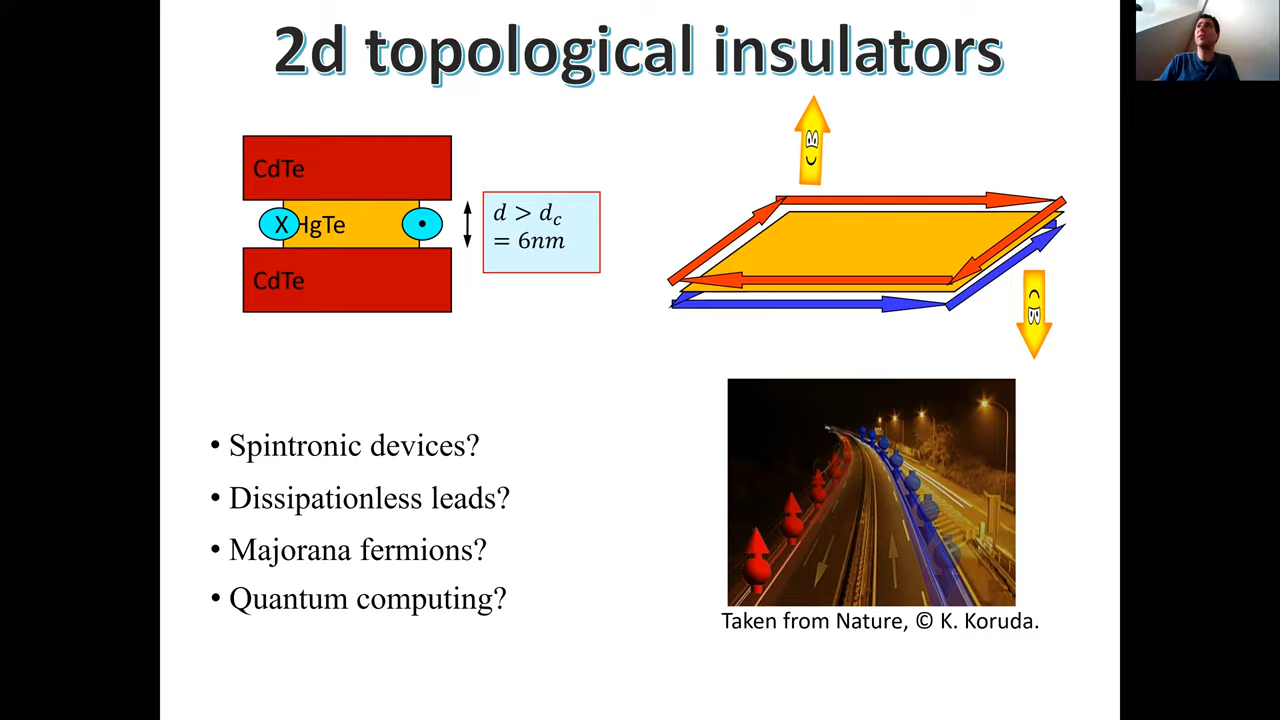 2d topological insulators
CdTe
X HgTe
CdTe
d > d_c
= 6nm
• Spintronic devices?
• Dissipationless leads?
• Majorana fermions?
• Quantum computing?
Taken from Nature, © K. Koruda.